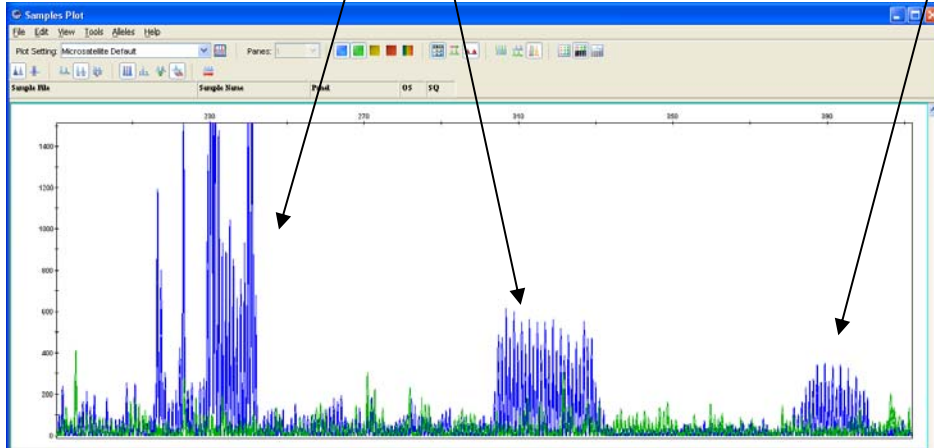 Samples Plot
File Edit View Tools Alleles Help
Plot Setting: Microsatellite Default Panes: 1
Sample File Sample Name Panel OS SQ
230 270 310 350 390
1400
1200
1000
800
600
400
200
0